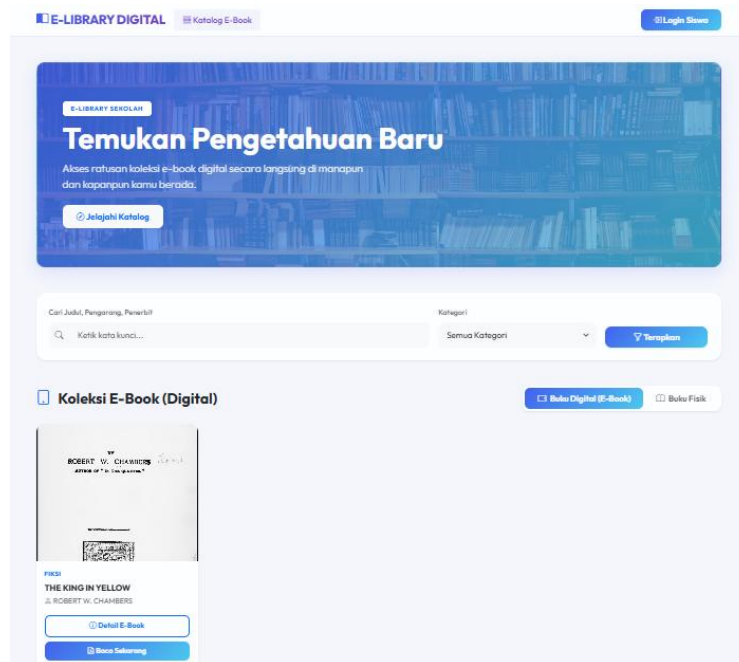 E-LIBRARY DIGITAL
Katalog E-Book
Login Siswa
E-LIBRARY SEKOLAH
Temukan Pengetahuan Baru
Akses ratusan koleksi e-book digital secara langsung di manapun
dan kapanpun kamu berada.
Jelajahi Katalog
Cari Judul, Pengarang, Penerbit
Kategori
Ketik kata kunci...
Semua Kategori
Terapkan
Koleksi E-Book (Digital)
Buku Digital (E-Book)
Buku Fisik
BY
ROBERT W. CHAMBERS
FIKSI
THE KING IN YELLOW
ROBERT W. CHAMBERS
Detail E-Book
Baca Sekarang